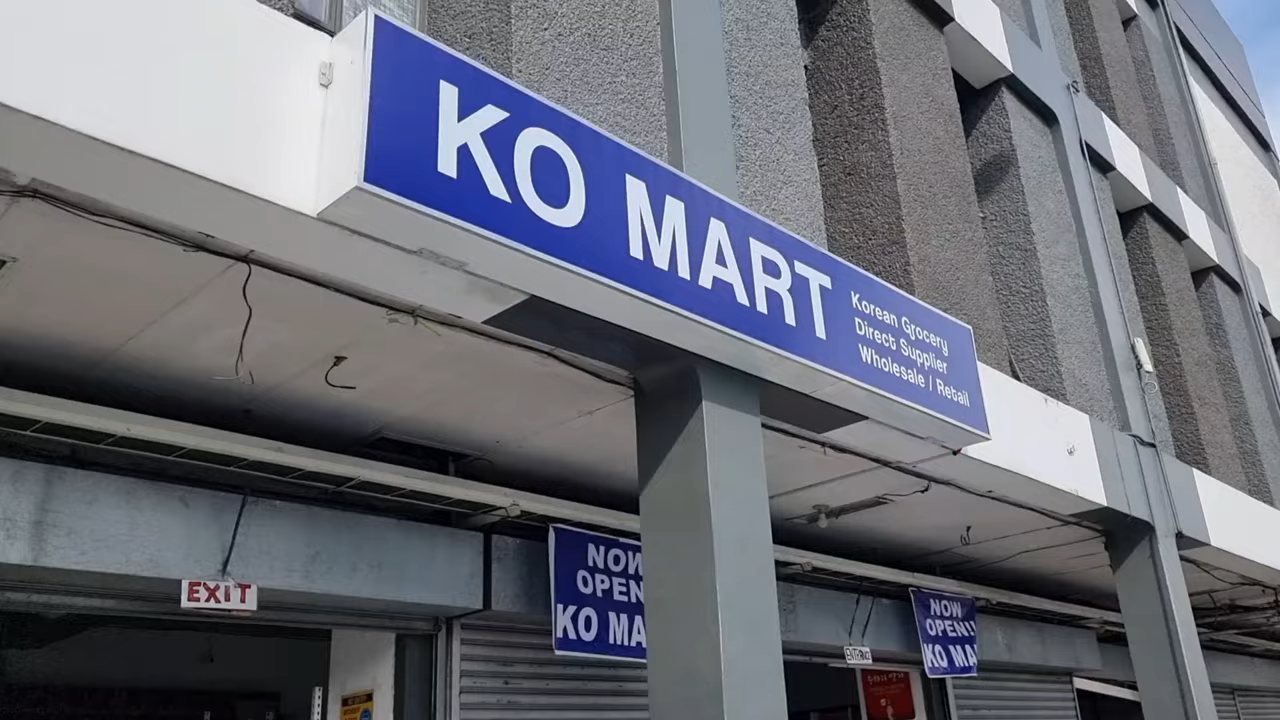 KO MART
Korean Grocery
Direct Supplier
Wholesale / Retail
EXIT
NOW
OPEN
KO MA
ENTRANCE
NOW
OPEN!!
KO MA